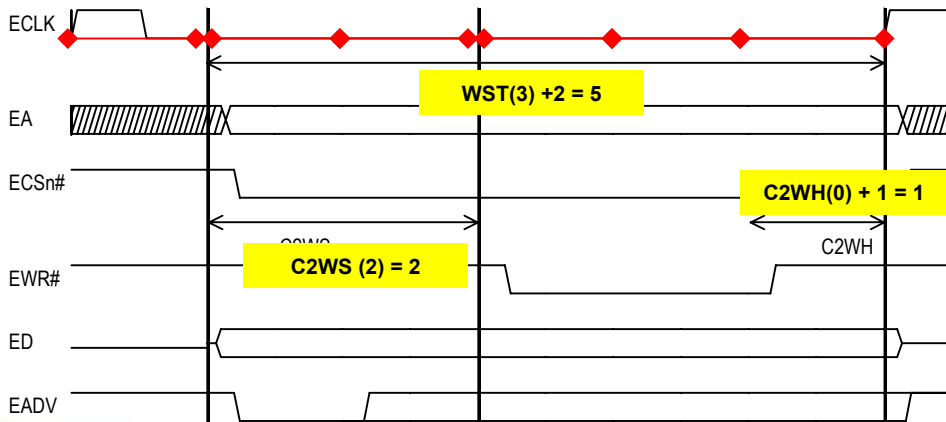 ECLK
WST(3) +2 = 5
EA
ECSn#
C2WH(0) + 1 = 1
C2WH
C2WS (2) = 2
EWR#
ED
EADV